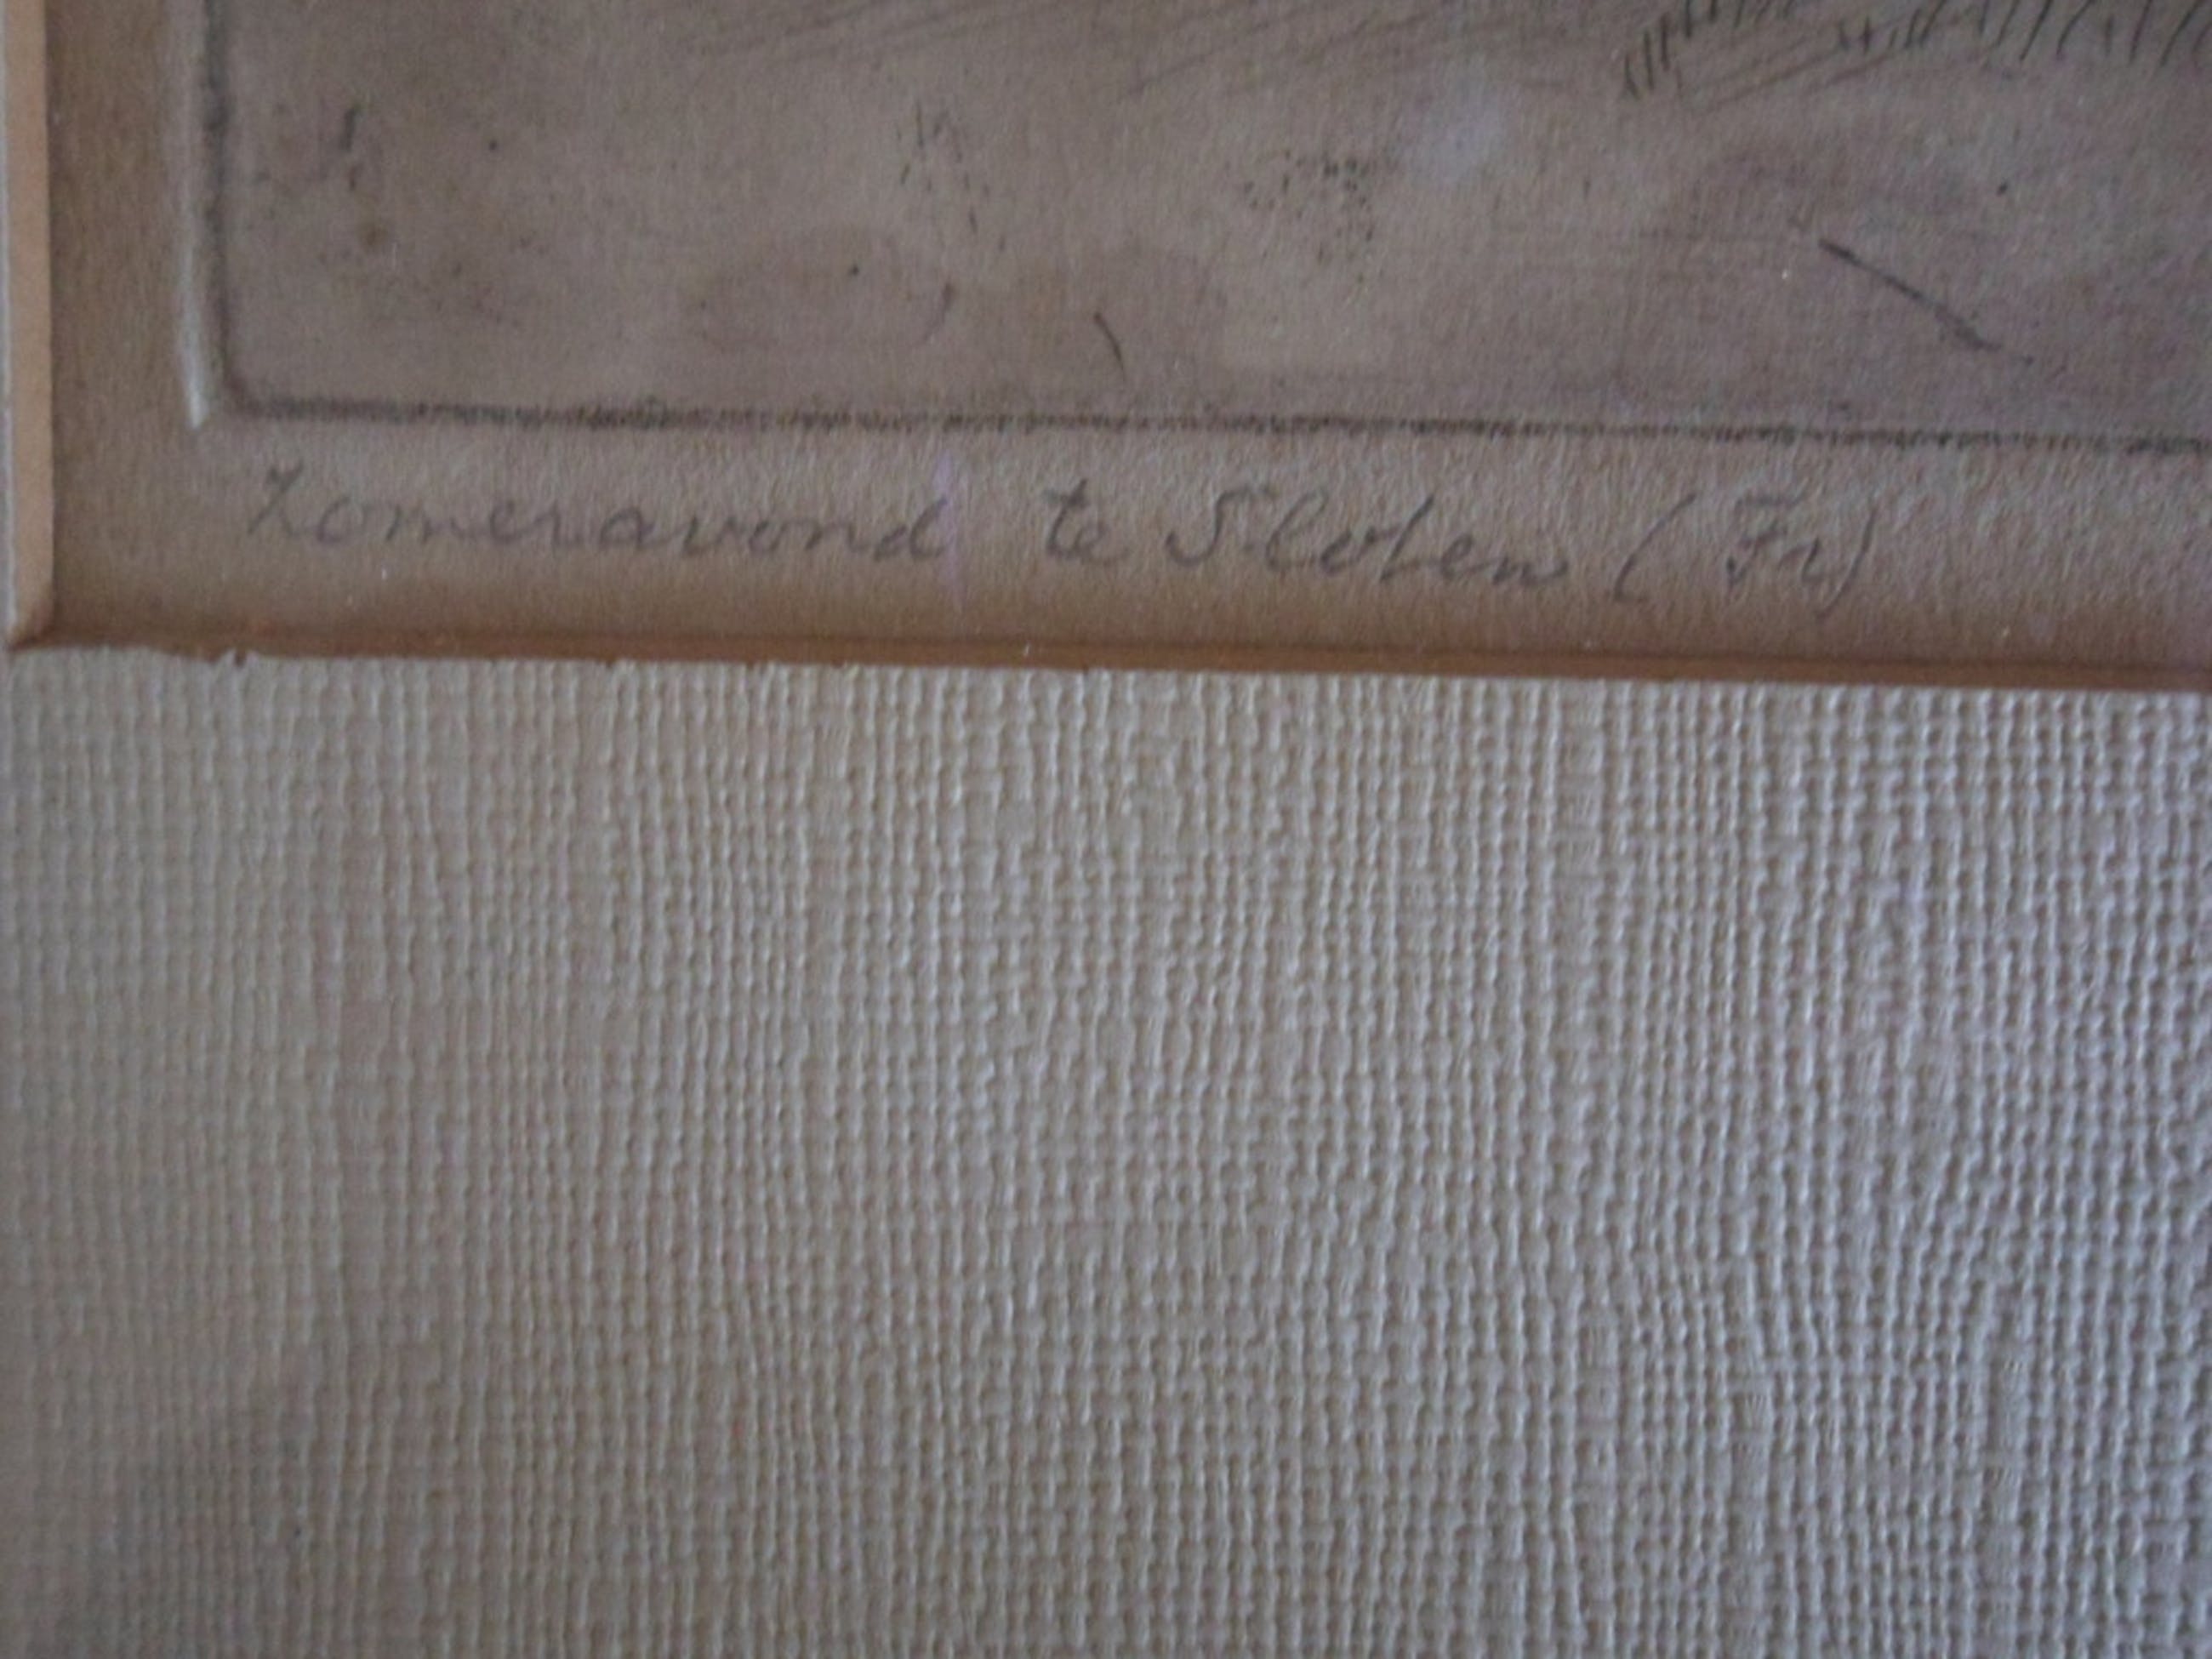 Zomeravond te Sloten (Fr)